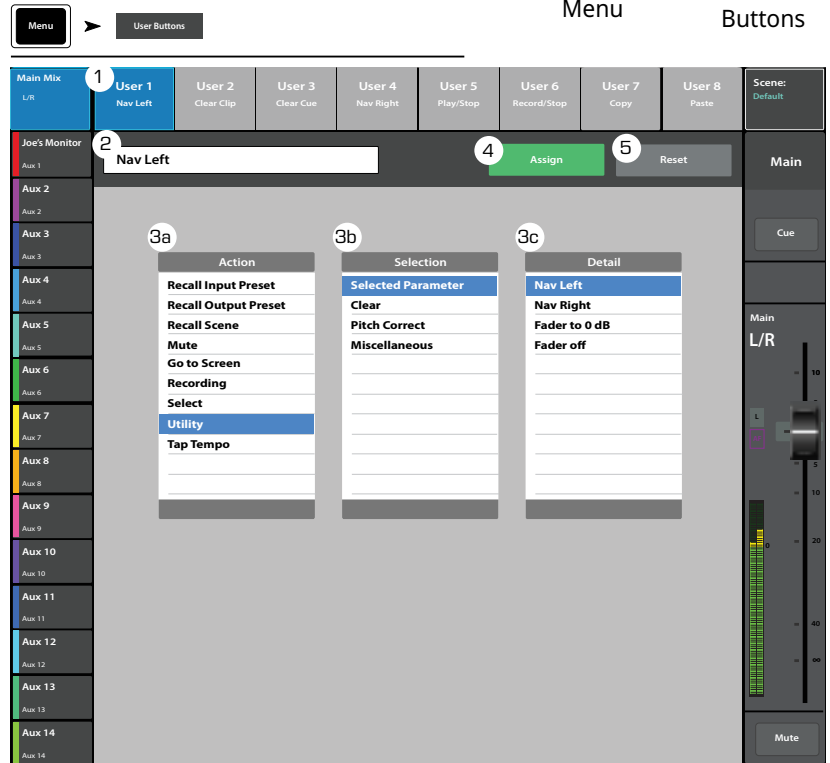 Menu
Buttons
Menu
User Buttons
Main Mix
L/R
1
User 1
Nav Left
User 2
Clear Clip
User 3
Clear Cue
User 4
Nav Right
User 5
Play/Stop
User 6
Record/Stop
User 7
Copy
User 8
Paste
Scene:
Default
Joe's Monitor
Aux 1
2
Nav Left
4
Assign
5
Reset
Main
Aux 2
Aux 2
Aux 3
Aux 3
Cue
3a
Action
Recall Input Preset
Recall Output Preset
Recall Scene
Mute
Go to Screen
Recording
Select
Utility
Tap Tempo
3b
Selection
Selected Parameter
Clear
Pitch Correct
Miscellaneous
3c
Detail
Nav Left
Nav Right
Fader to 0 dB
Fader off
Aux 4
Aux 4
Aux 5
Aux 5
Aux 6
Aux 6
Aux 7
Aux 7
Aux 8
Aux 8
Aux 9
Aux 9
Aux 10
Aux 10
Aux 11
Aux 11
Aux 12
Aux 12
Aux 13
Aux 13
Aux 14
Aux 14
Main
L/R
10
L
5
10
0
20
40
∞
Mute